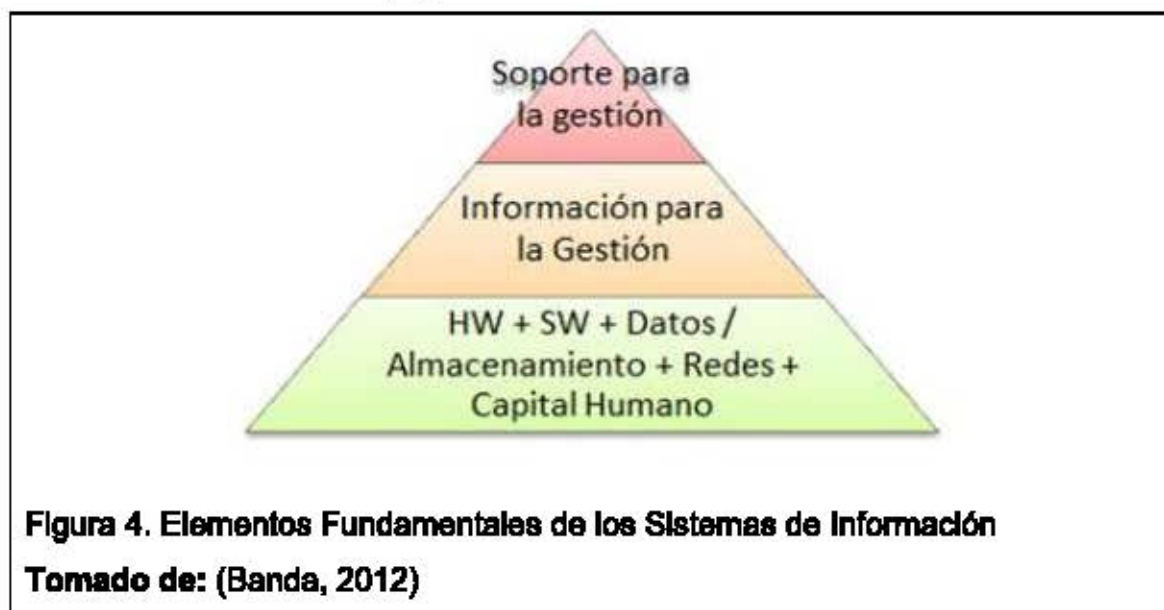 Soporte para
la gestión
Información para
la Gestión
HW + SW + Datos /
Almacenamiento + Redes +
Capital Humano
Figura 4. Elementos Fundamentales de los Sistemas de Información
Tomado de: (Banda, 2012)